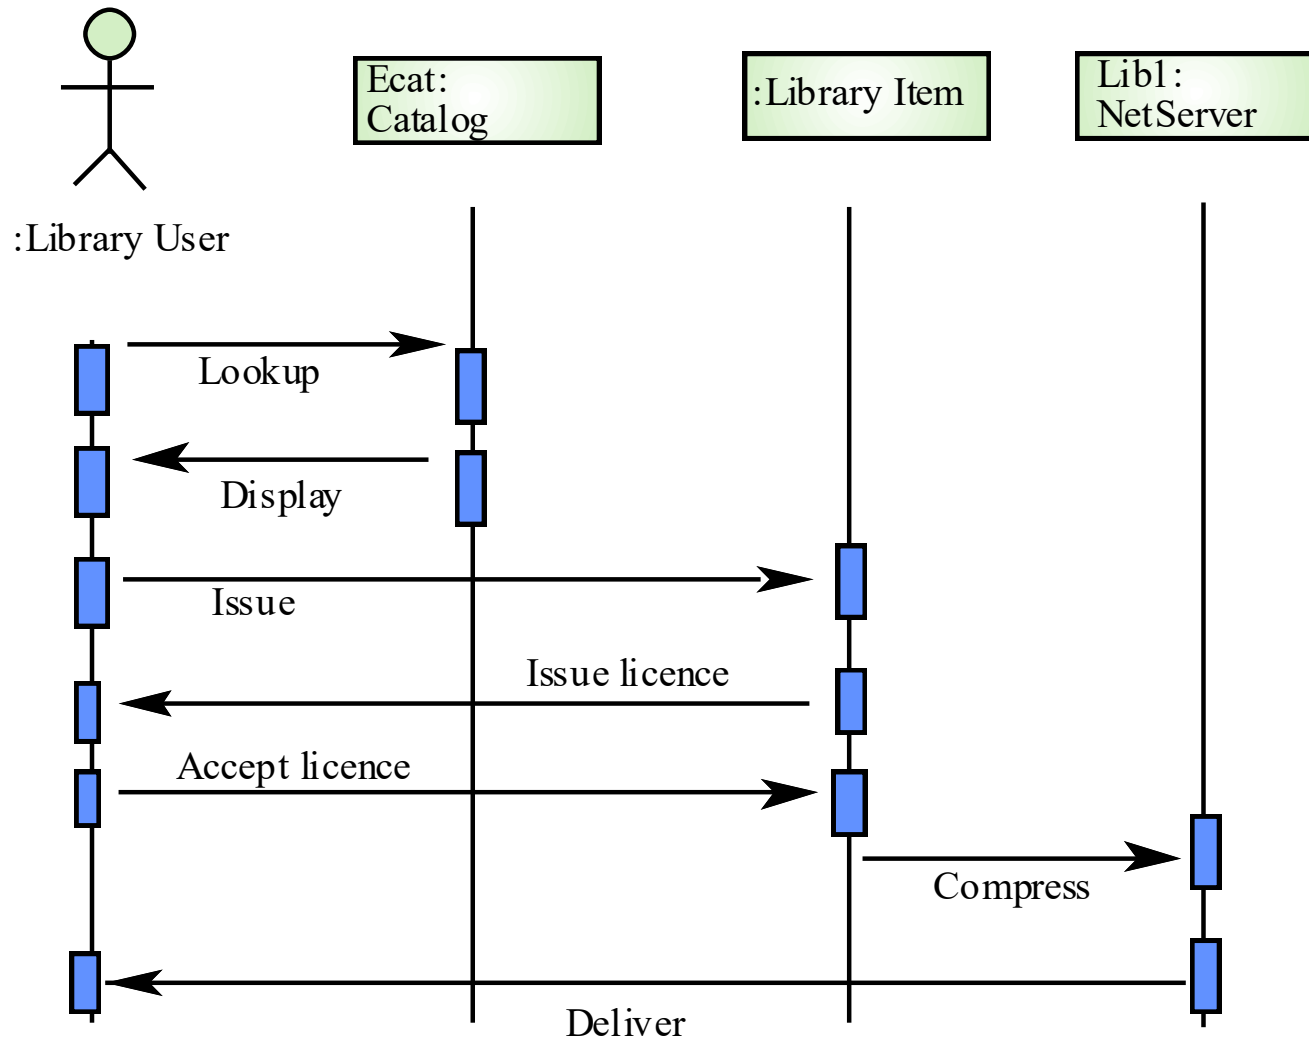 Ecat:
Catalog
:Library Item
Lib1:
NetServer
:Library User
Lookup
Display
Issue
Issue licence
Accept licence
Compress
Deliver